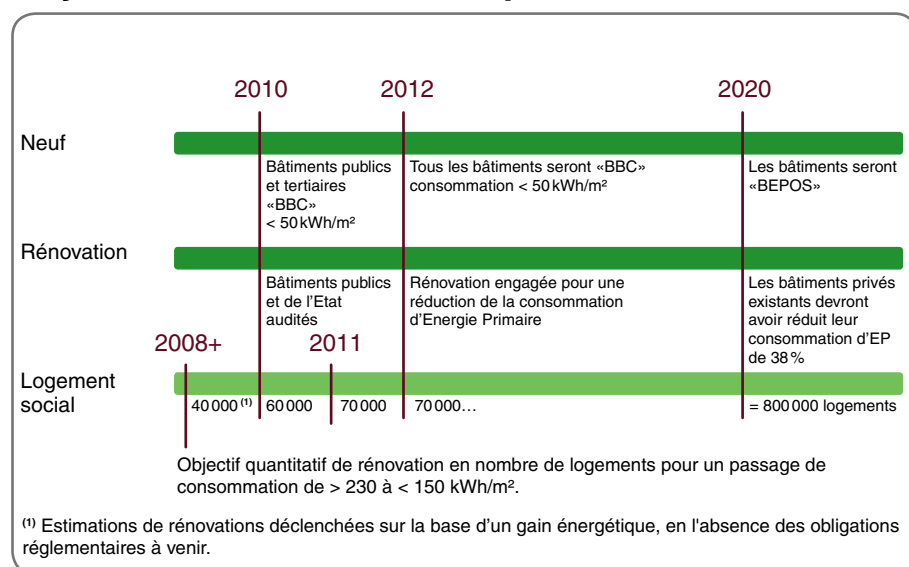 2010 2012 2020
Neuf
Bâtiments publics
et tertiaires
«BBC»
< 50 kWh/m²
Tous les bâtiments seront «BBC»
consommation < 50 kWh/m²
Les bâtiments seront
«BEPOS»
Rénovation
Bâtiments publics
et de l'Etat
audités
Rénovation engagée pour une
réduction de la consommation
d'Energie Primaire
Les bâtiments privés
existants devront
avoir réduit leur
consommation d'EP
de 38 %
2008+ 2011
Logement
social
40 000 (1) 60 000 70 000 70 000... = 800 000 logements
Objectif quantitatif de rénovation en nombre de logements pour un passage de
consommation de > 230 à < 150 kWh/m².
(1) Estimations de rénovations déclenchées sur la base d'un gain énergétique, en l'absence des obligations
réglementaires à venir.